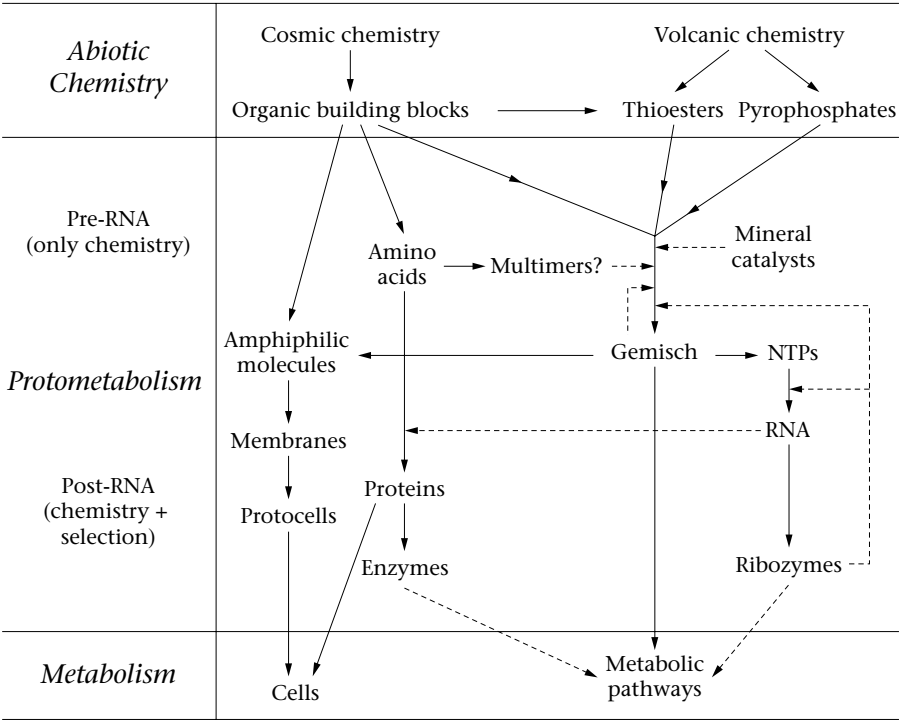 Abiotic
Chemistry
Cosmic chemistry
Volcanic chemistry
Organic building blocks
Thioesters
Pyrophosphates
Pre-RNA
(only chemistry)
Amino
acids
Multimers?
Mineral
catalysts
Amphiphilic
molecules
Gemisch
NTPs
Protometabolism
Membranes
RNA
Post-RNA
(chemistry +
selection)
Proteins
Protocells
Enzymes
Ribozymes
Metabolism
Cells
Metabolic
pathways